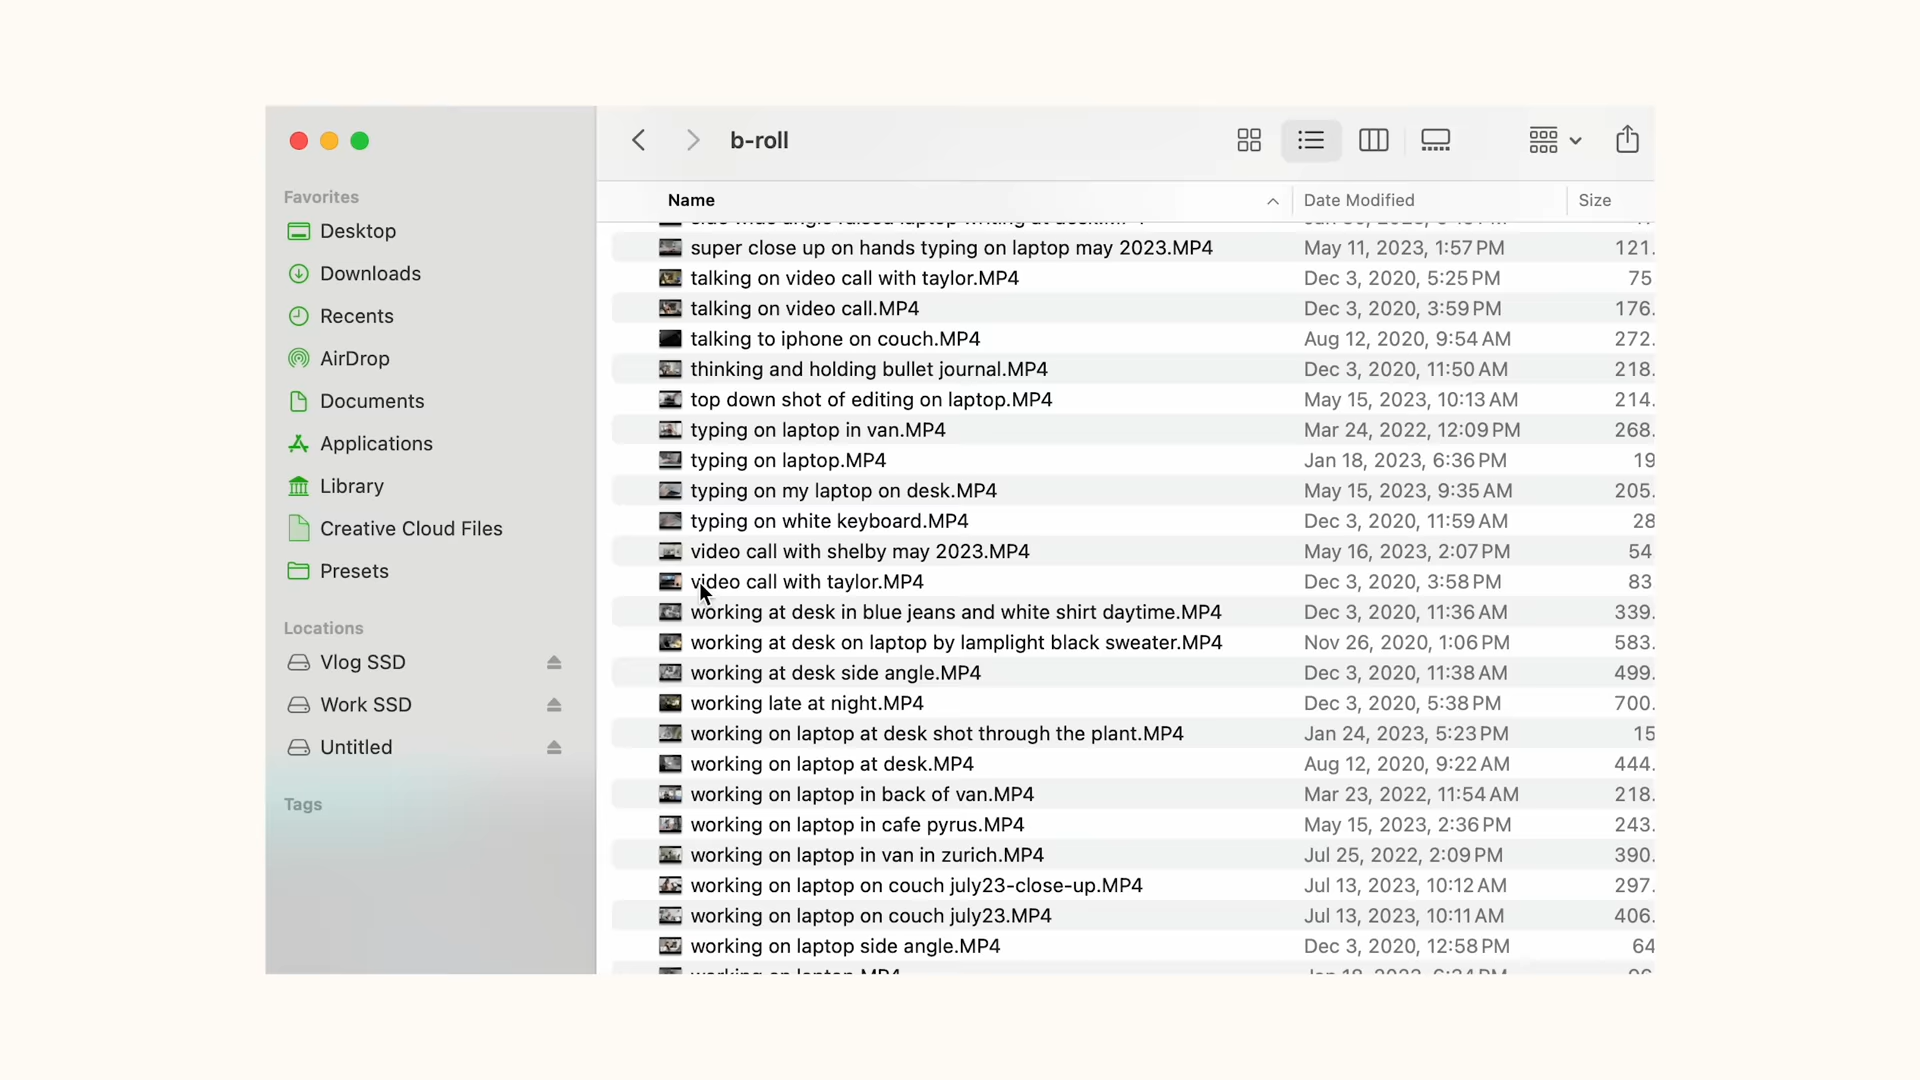 b-roll
Favorites
Desktop
Downloads
Recents
AirDrop
Documents
Applications
Library
Creative Cloud Files
Presets
Locations
Vlog SSD
Work SSD
Untitled
Tags
Name Date Modified Size
super close up on hands typing on laptop may 2023.MP4 May 11, 2023, 1:57 PM 121.
talking on video call with taylor.MP4 Dec 3, 2020, 5:25 PM 75
talking on video call.MP4 Dec 3, 2020, 3:59 PM 176.
talking to iphone on couch.MP4 Aug 12, 2020, 9:54 AM 272.
thinking and holding bullet journal.MP4 Dec 3, 2020, 11:50 AM 218.
top down shot of editing on laptop.MP4 May 15, 2023, 10:13 AM 214.
typing on laptop in van.MP4 Mar 24, 2022, 12:09 PM 268.
typing on laptop.MP4 Jan 18, 2023, 6:36 PM 19
typing on my laptop on desk.MP4 May 15, 2023, 9:35 AM 205.
typing on white keyboard.MP4 Dec 3, 2020, 11:59 AM 28
video call with shelby may 2023.MP4 May 16, 2023, 2:07 PM 54
video call with taylor.MP4 Dec 3, 2020, 3:58 PM 83
working at desk in blue jeans and white shirt daytime.MP4 Dec 3, 2020, 11:36 AM 339.
working at desk on laptop by lamplight black sweater.MP4 Nov 26, 2020, 1:06 PM 583.
working at desk side angle.MP4 Dec 3, 2020, 11:38 AM 499.
working late at night.MP4 Dec 3, 2020, 5:38 PM 700.
working on laptop at desk shot through the plant.MP4 Jan 24, 2023, 5:23 PM 15
working on laptop at desk.MP4 Aug 12, 2020, 9:22 AM 444.
working on laptop in back of van.MP4 Mar 23, 2022, 11:54 AM 218.
working on laptop in cafe pyrus.MP4 May 15, 2023, 2:36 PM 243.
working on laptop in van in zurich.MP4 Jul 25, 2022, 2:09 PM 390.
working on laptop on couch july23-close-up.MP4 Jul 13, 2023, 10:12 AM 297.
working on laptop on couch july23.MP4 Jul 13, 2023, 10:11 AM 406.
working on laptop side angle.MP4 Dec 3, 2020, 12:58 PM 64
working on laptop.MP4